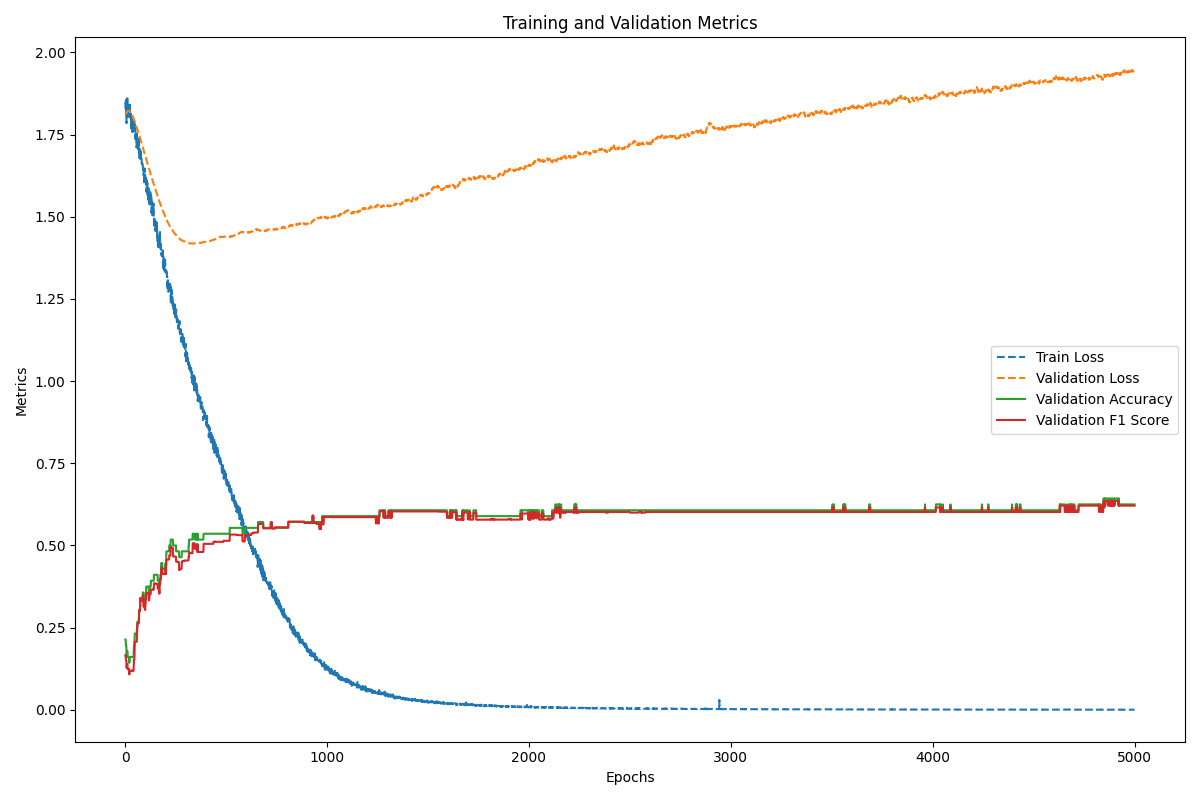 Training and Validation Metrics
2.00
1.75
1.50
1.25
1.00
0.75
0.50
0.25
0.00
Metrics
Train Loss
Validation Loss
Validation Accuracy
Validation F1 Score
0 1000 2000 3000 4000 5000
Epochs